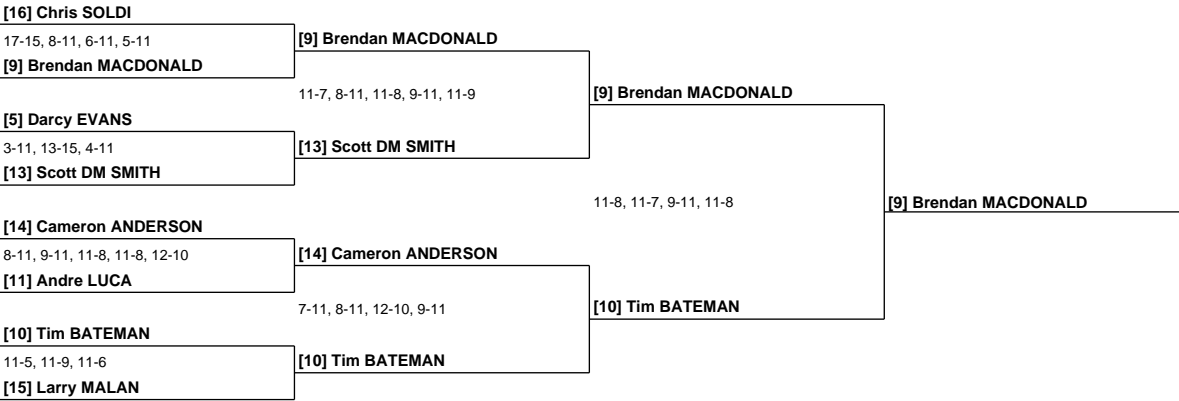 [16] Chris SOLDI
17-15, 8-11, 6-11, 5-11
[9] Brendan MACDONALD
[9] Brendan MACDONALD
11-7, 8-11, 11-8, 9-11, 11-9
[9] Brendan MACDONALD
[5] Darcy EVANS
3-11, 13-15, 4-11
[13] Scott DM SMITH
[13] Scott DM SMITH
11-8, 11-7, 9-11, 11-8
[9] Brendan MACDONALD
[14] Cameron ANDERSON
8-11, 9-11, 11-8, 11-8, 12-10
[14] Cameron ANDERSON
[11] Andre LUCA
7-11, 8-11, 12-10, 9-11
[10] Tim BATEMAN
[10] Tim BATEMAN
11-5, 11-9, 11-6
[10] Tim BATEMAN
[15] Larry MALAN